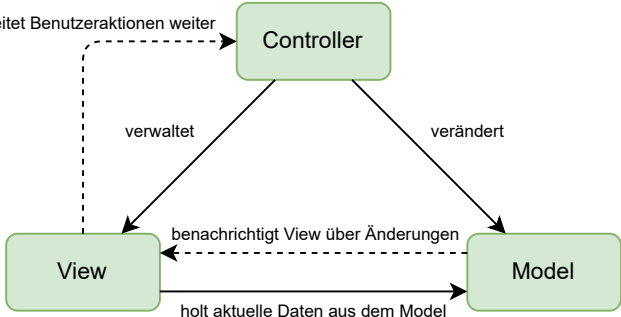 eitet Benutzeraktionen weiter
Controller
verwaltet
verändert
benachrichtigt View über Änderungen
View
Model
holt aktuelle Daten aus dem Model